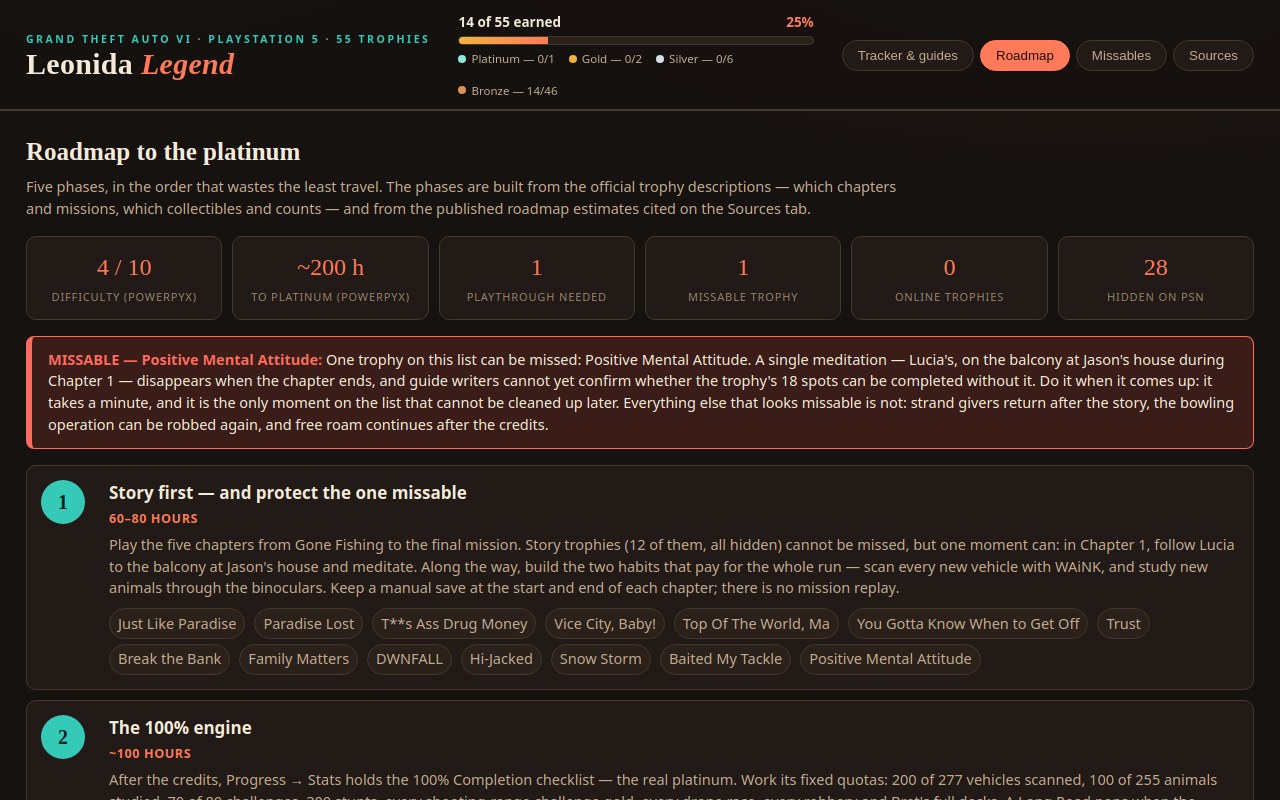 GRAND THEFT AUTO VI · PLAYSTATION 5 · 55 TROPHIES
Leonida Legend
14 of 55 earned 25%
Platinum — 0/1 Gold — 0/2 Silver — 0/6
Bronze — 14/46
Tracker & guides Roadmap Missables Sources
Roadmap to the platinum
Five phases, in the order that wastes the least travel. The phases are built from the official trophy descriptions — which chapters
and missions, which collectibles and counts — and from the published roadmap estimates cited on the Sources tab.
4 / 10
DIFFICULTY (POWERPYX)
~200 h
TO PLATINUM (POWERPYX)
1
PLAYTHROUGH NEEDED
1
MISSABLE TROPHY
0
ONLINE TROPHIES
28
HIDDEN ON PSN
MISSABLE — Positive Mental Attitude: One trophy on this list can be missed: Positive Mental Attitude. A single meditation — Lucia's, on the balcony at Jason's house during
Chapter 1 — disappears when the chapter ends, and guide writers cannot yet confirm whether the trophy's 18 spots can be completed without it. Do it when it comes up: it
takes a minute, and it is the only moment on the list that cannot be cleaned up later. Everything else that looks missable is not: strand givers return after the story, the bowling
operation can be robbed again, and free roam continues after the credits.
1
Story first — and protect the one missable
60–80 HOURS
Play the five chapters from Gone Fishing to the final mission. Story trophies (12 of them, all hidden) cannot be missed, but one moment can: in Chapter 1, follow Lucia
to the balcony at Jason's house and meditate. Along the way, build the two habits that pay for the whole run — scan every new vehicle with WAiNK, and study new
animals through the binoculars. Keep a manual save at the start and end of each chapter; there is no mission replay.
Just Like Paradise Paradise Lost T**s Ass Drug Money Vice City, Baby! Top Of The World, Ma You Gotta Know When to Get Off Trust
Break the Bank Family Matters DWNFALL Hi-Jacked Snow Storm Baited My Tackle Positive Mental Attitude
2
The 100% engine
~100 HOURS
After the credits, Progress → Stats holds the 100% Completion checklist — the real platinum. Work its fixed quotas: 200 of 277 vehicles scanned, 100 of 255 animals